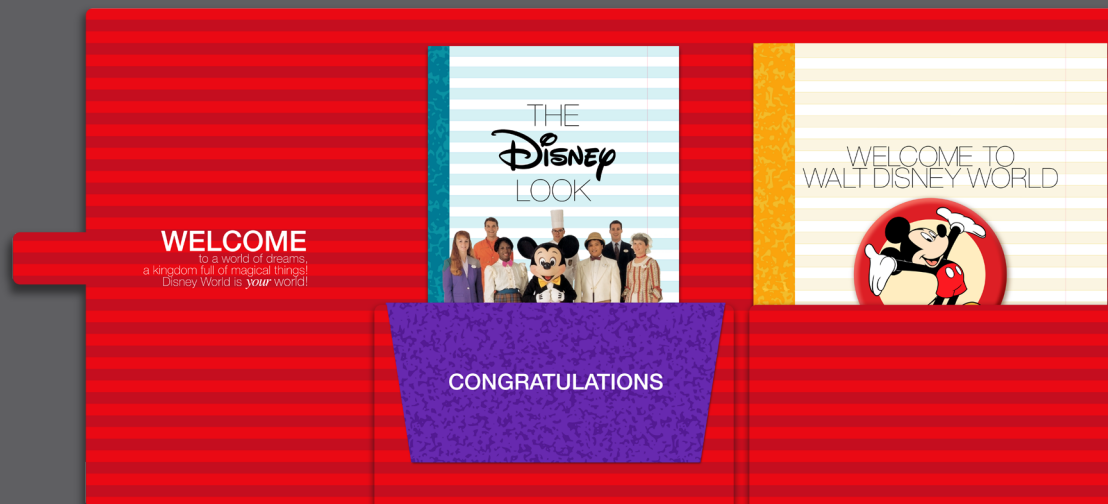 WELCOME
to a world of dreams,
a kingdom full of magical things!
Disney World is your world!
THE
Disney
LOOK
CONGRATULATIONS
WELCOME TO
WALT DISNEY WORLD